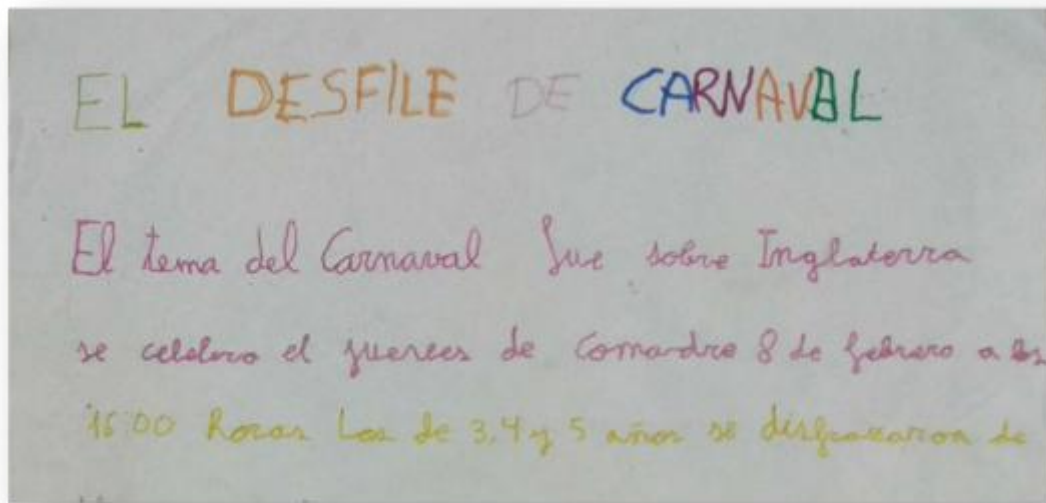 EL DESFILE DE CARNAVAL
El tema del Carnaval fue sobre Inglaterra
se celebro el jueves de comadre 8 de febrero a los
15:00 Horas Los de 3,4 y 5 años se disfrazaron de